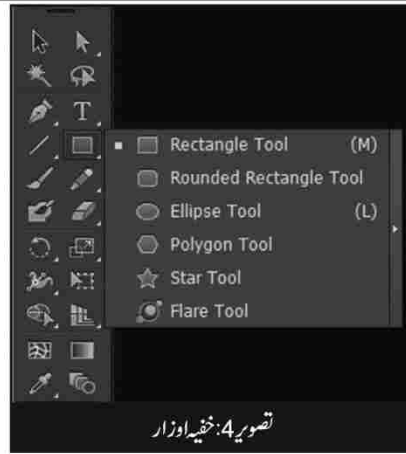 T
Rectangle Tool (M)
Rounded Rectangle Tool
Ellipse Tool (L)
Polygon Tool
Star Tool
Flare Tool
تصویر4:خفیہ اوزار